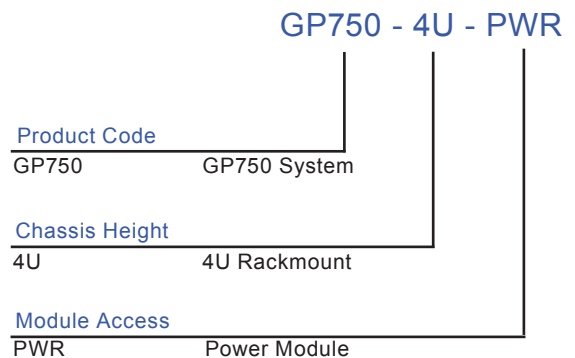 GP750 - 4U - PWR
Product Code
GP750 GP750 System
Chassis Height
4U 4U Rackmount
Module Access
PWR Power Module